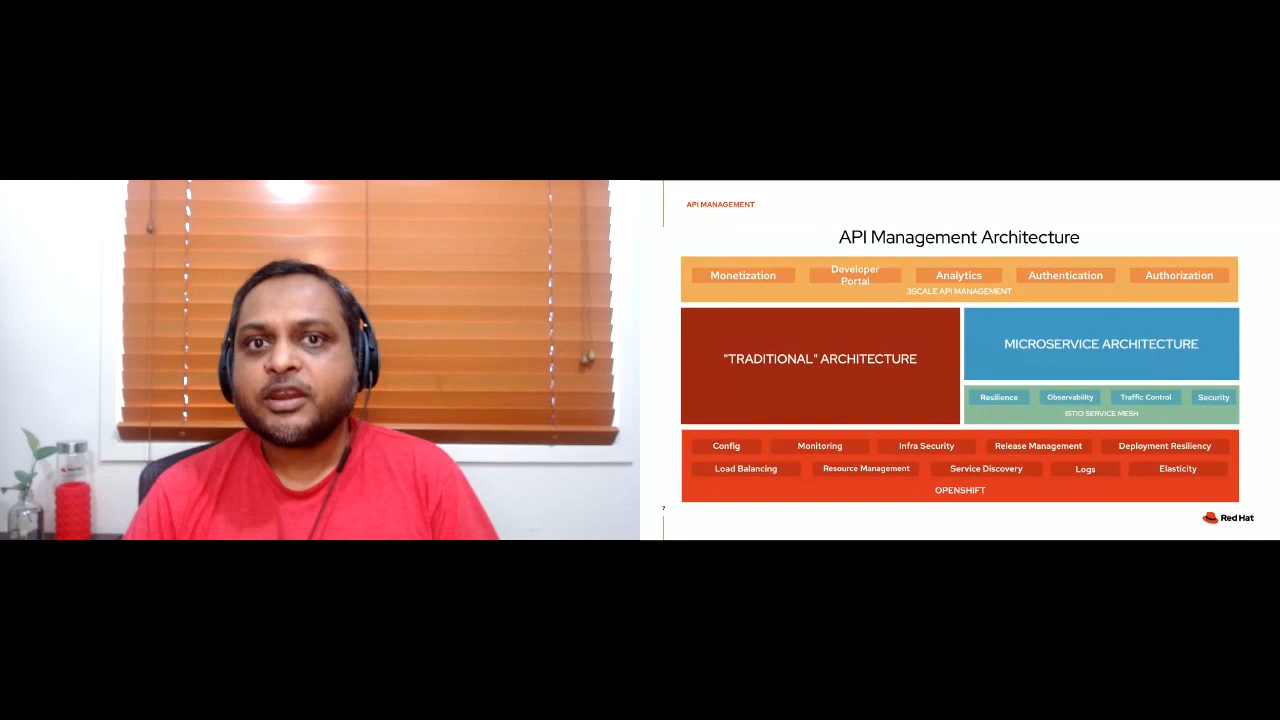 API MANAGEMENT
API Management Architecture
Monetization
Developer
Portal
Analytics
Authentication
Authorization
3SCALE API MANAGEMENT
"TRADITIONAL" ARCHITECTURE
MICROSERVICE ARCHITECTURE
Resilience
Observability
Traffic Control
Security
ISTIO SERVICE MESH
Config
Monitoring
Infra Security
Release Management
Deployment Resiliency
Load Balancing
Resource Management
Service Discovery
Logs
Elasticity
OPENSHIFT
7
Red Hat